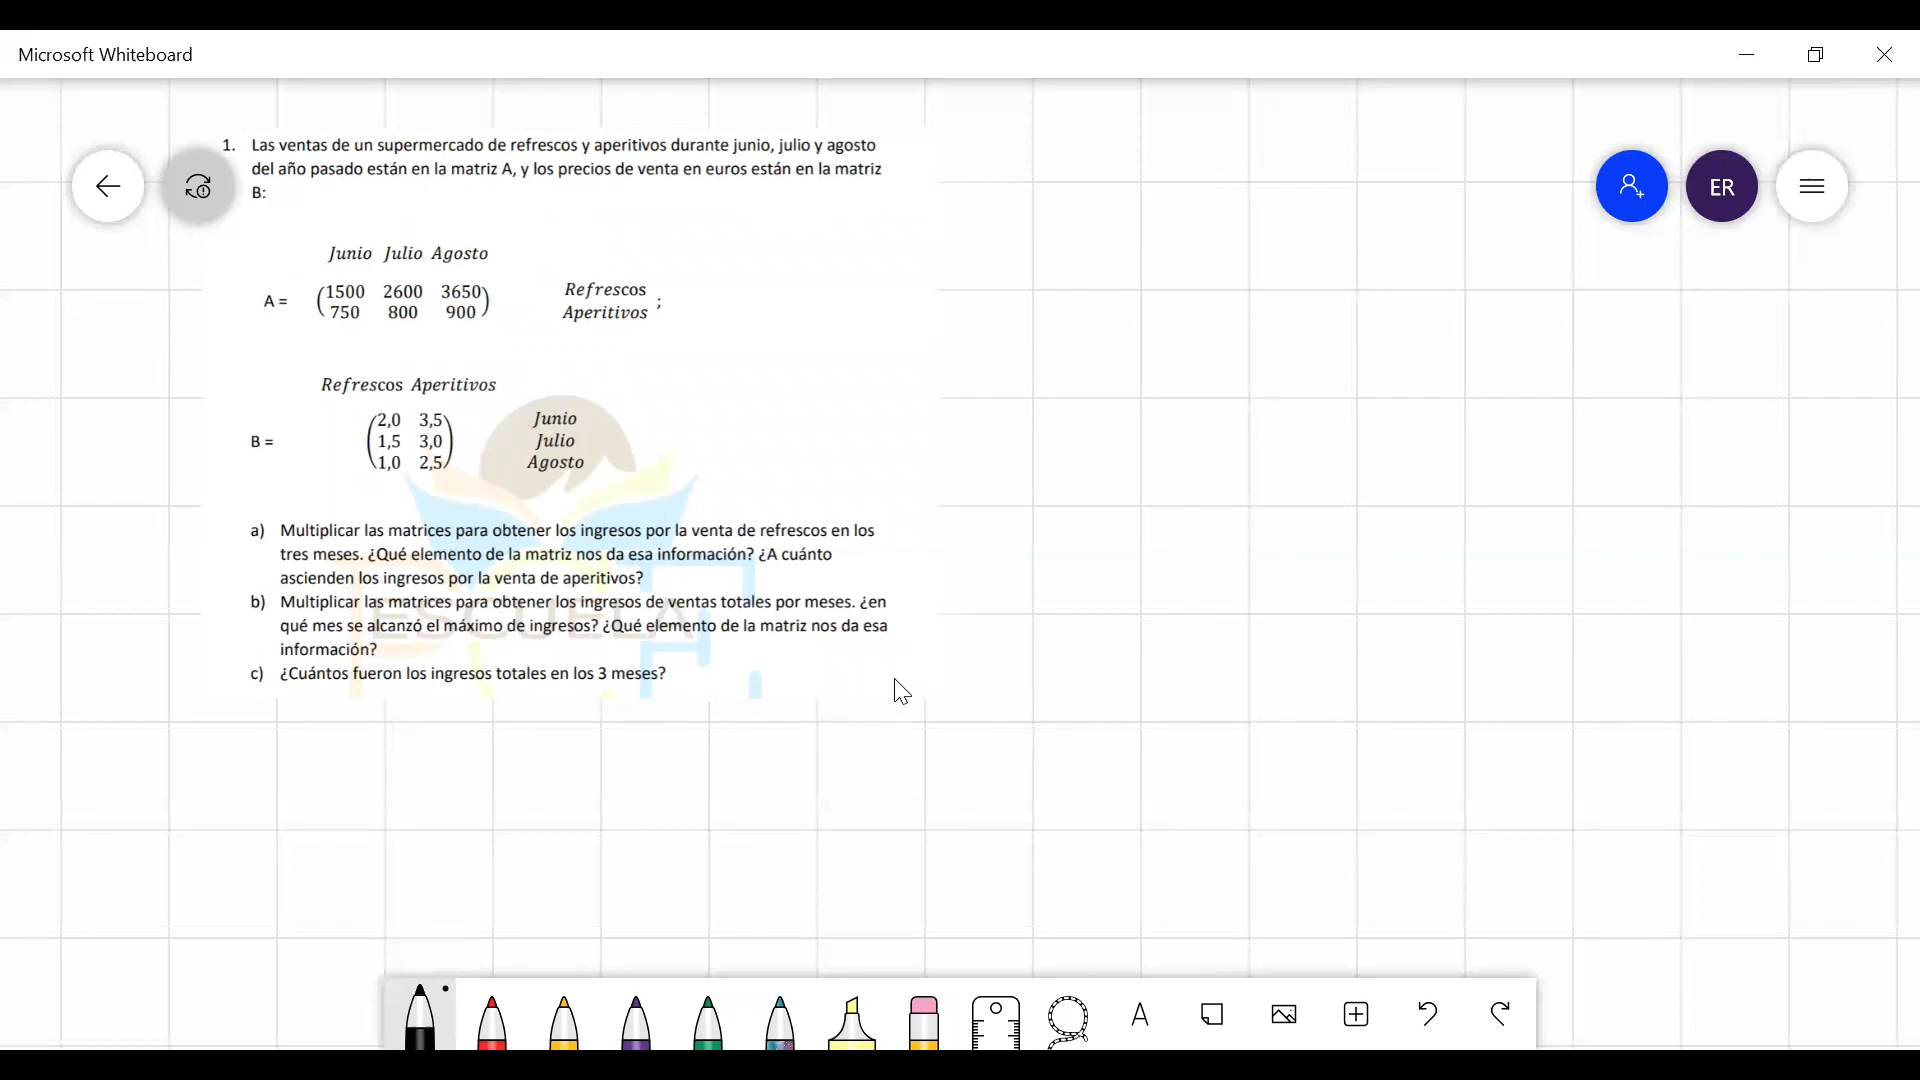 Microsoft Whiteboard
1. Las ventas de un supermercado de refrescos y aperitivos durante junio, julio y agosto
del año pasado están en la matriz A, y los precios de venta en euros están en la matriz
B:
Junio Julio Agosto
A = (1500 2600 3650) Refrescos ;
750 800 900 Aperitivos
Refrescos Aperitivos
(2,0 3,5) Junio
B = 1,5 3,0 Julio
1,0 2,5 Agosto
a) Multiplicar las matrices para obtener los ingresos por la venta de refrescos en los
tres meses. ¿Qué elemento de la matriz nos da esa información? ¿A cuánto
ascienden los ingresos por la venta de aperitivos?
b) Multiplicar las matrices para obtener los ingresos de ventas totales por meses. ¿en
qué mes se alcanzó el máximo de ingresos? ¿Qué elemento de la matriz nos da esa
información?
c) ¿Cuántos fueron los ingresos totales en los 3 meses?
ESCUELA
ER
A